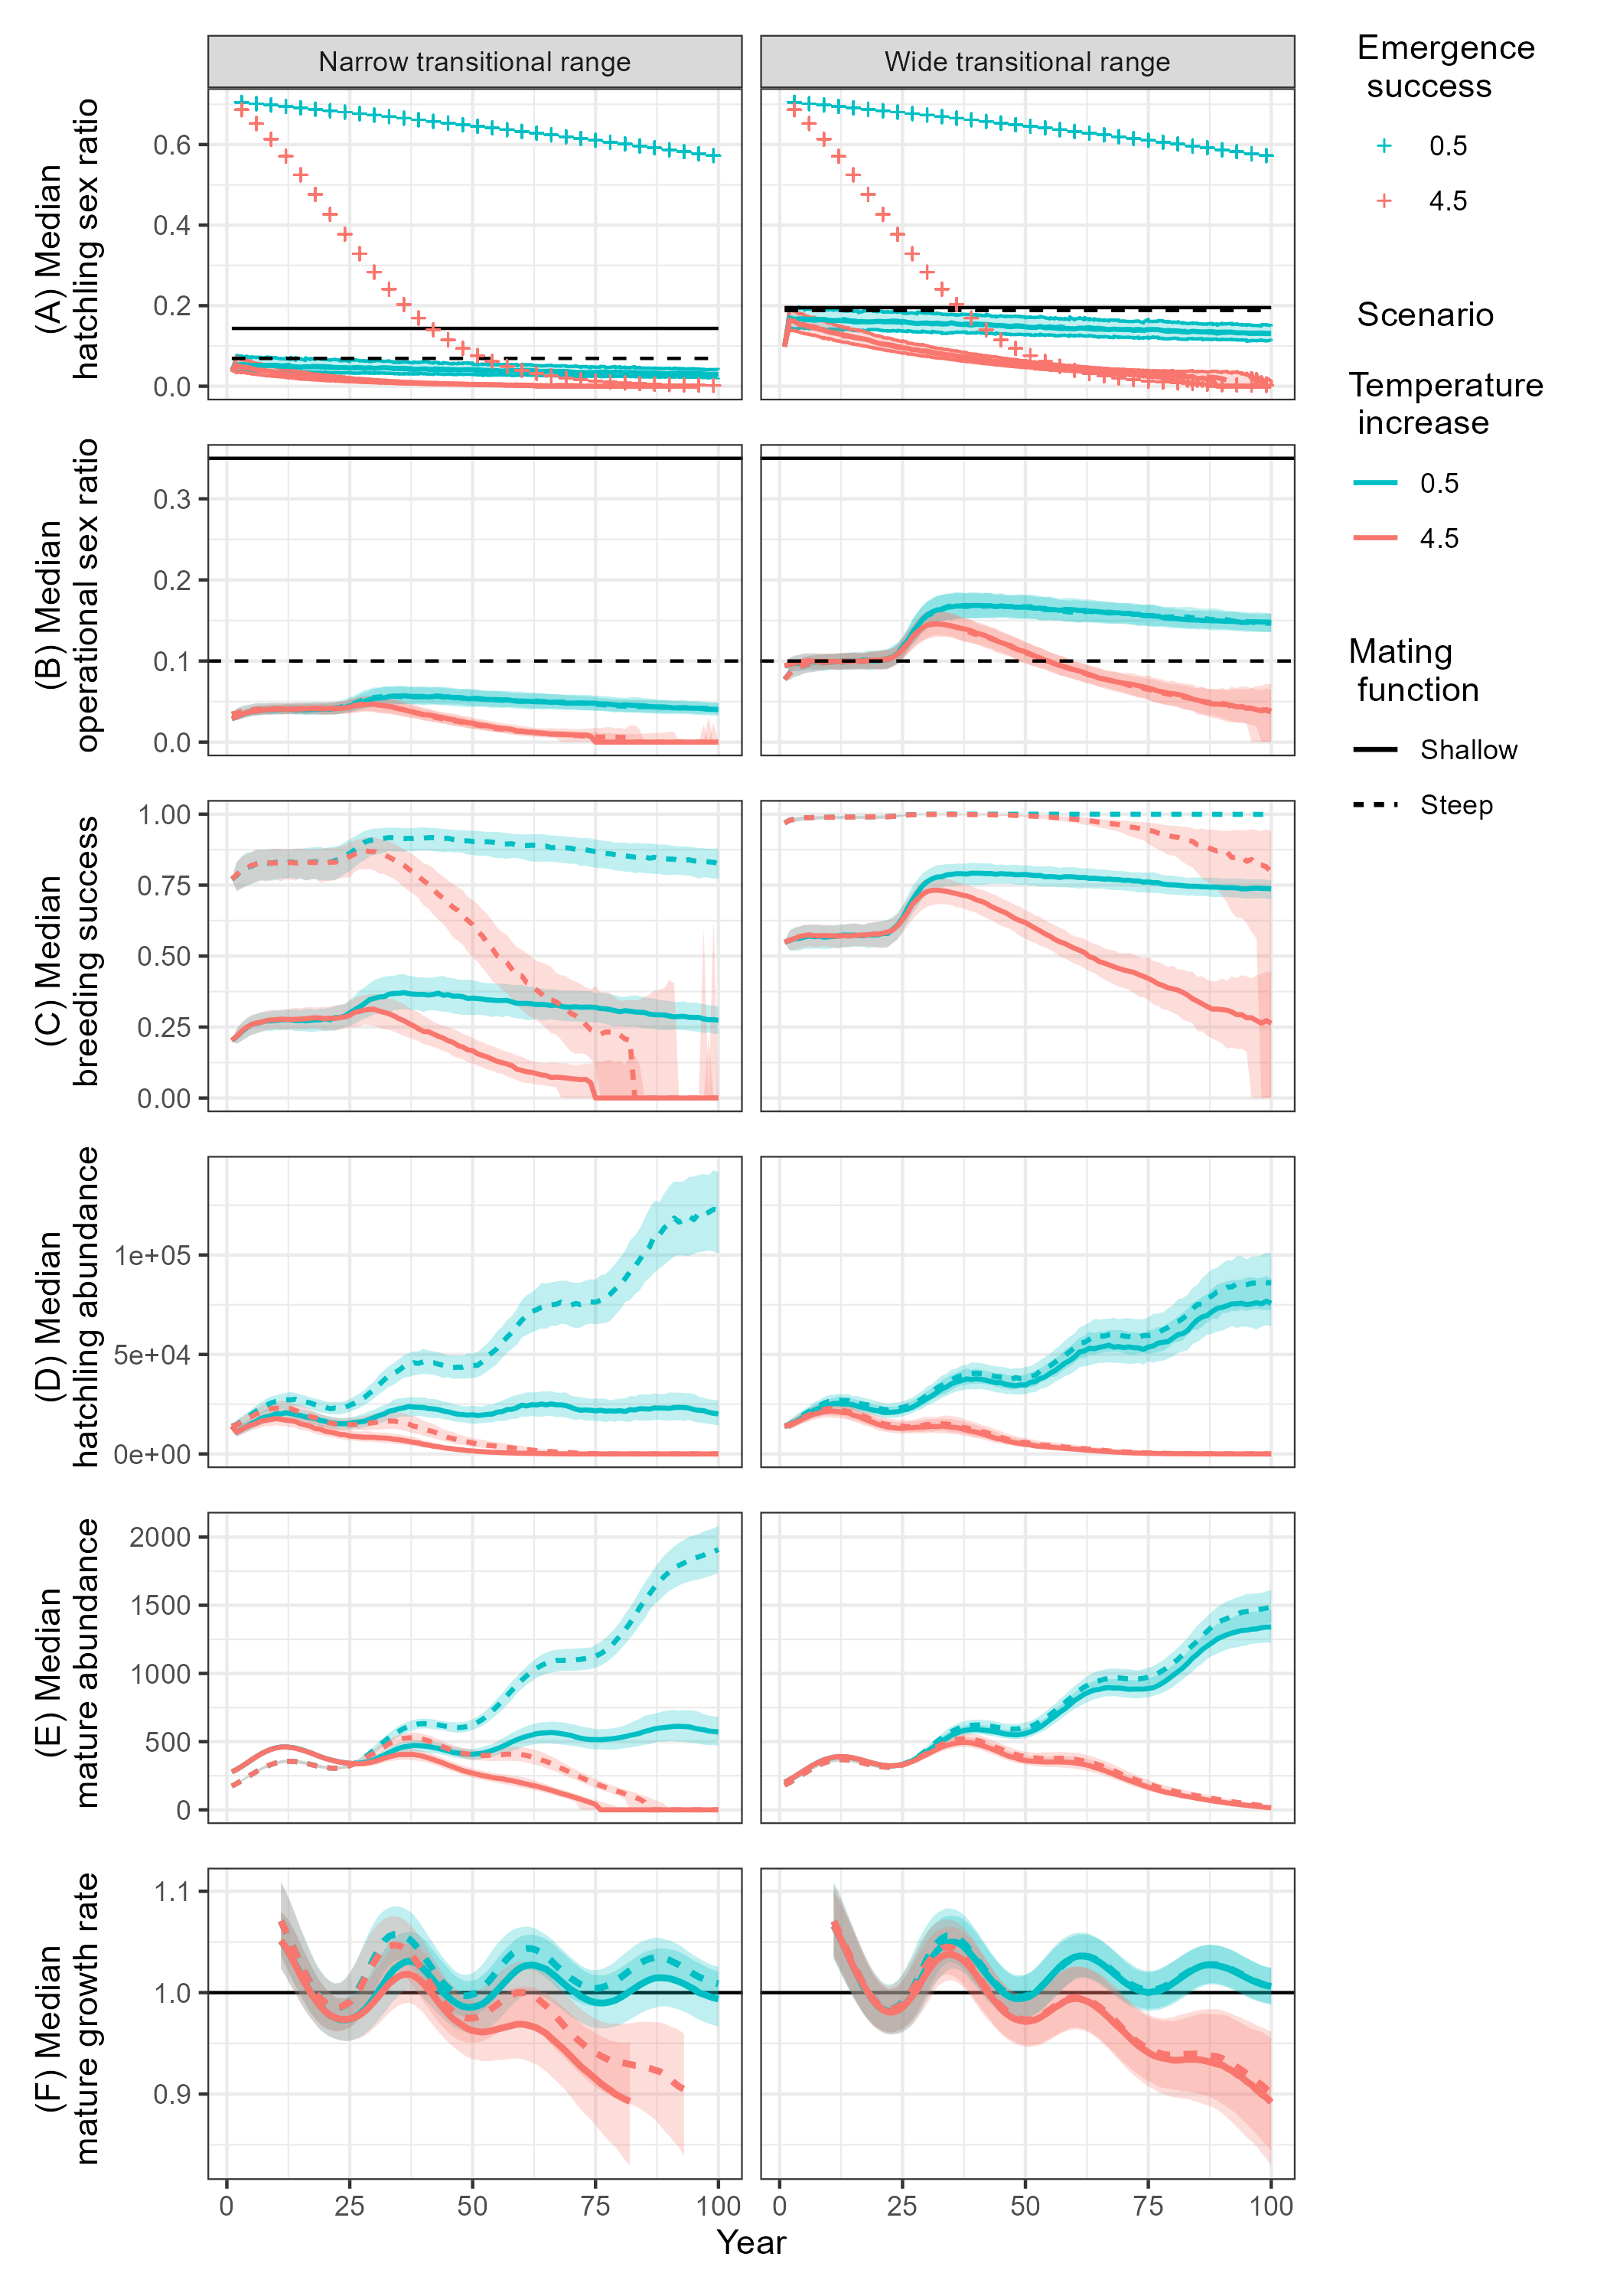 Narrow transitional range
Wide transitional range
(A) Median
hatchling sex ratio
0.6
0.4
0.2
0.0
(B) Median
operational sex ratio
0.3
0.2
0.1
0.0
(C) Median
breeding success
1.00
0.75
0.50
0.25
0.00
(D) Median
hatchling abundance
1e+05
5e+04
0e+00
(E) Median
mature abundance
2000
1500
1000
500
0
(F) Median
mature growth rate
1.1
1.0
0.9
0
25
50
75
100
0
25
50
75
100
Year
Emergence
success
0.5
4.5
Scenario
Temperature
increase
0.5
4.5
Mating
function
Shallow
Steep